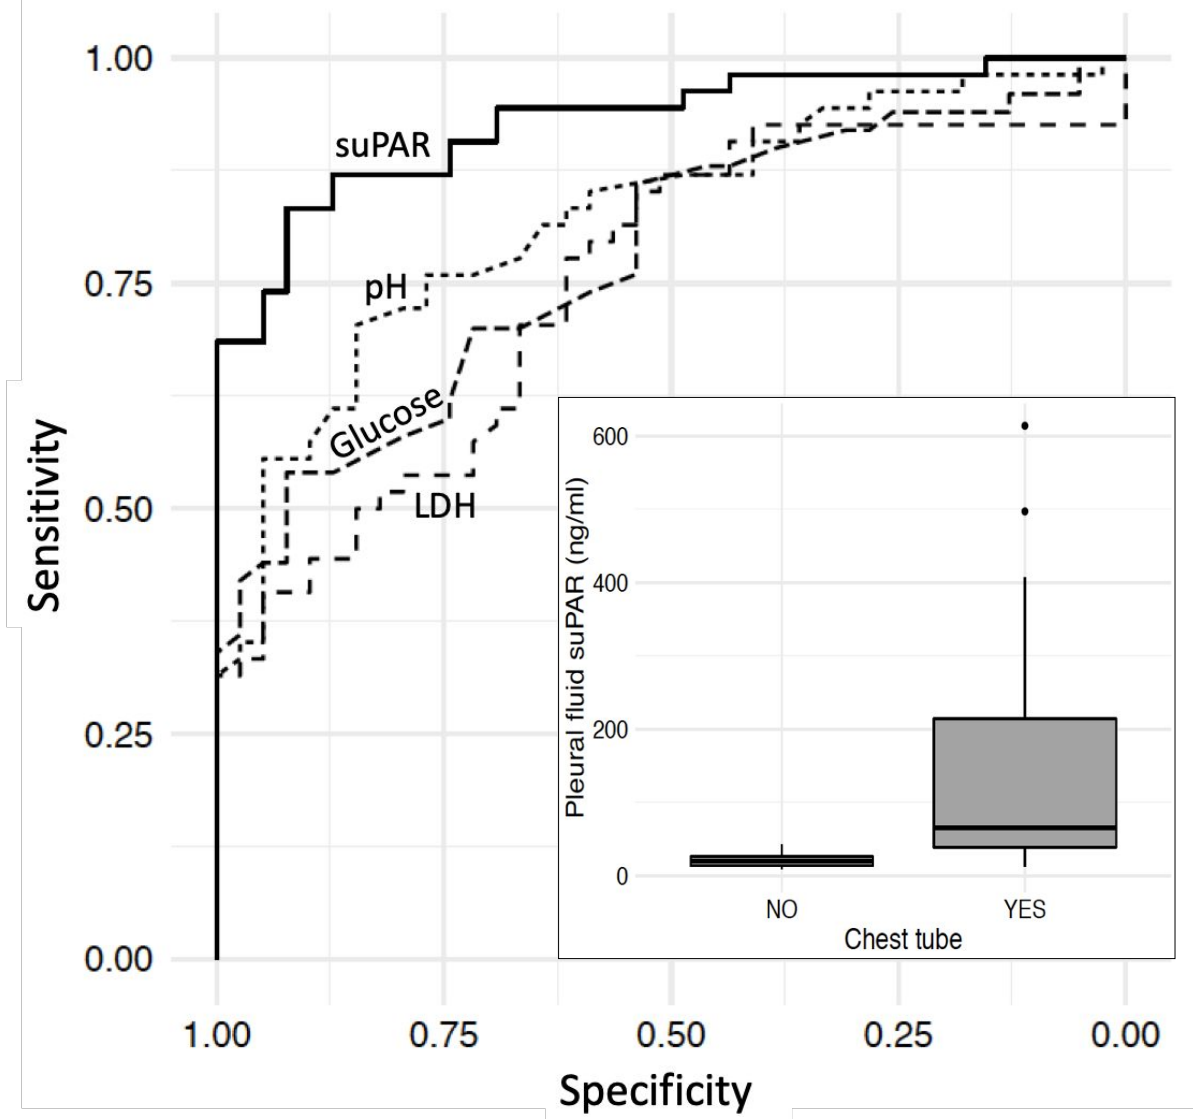 1.00
0.75
0.50
0.25
0.00
Sensitivity
suPAR
pH
Glucose
LDH
1.00 0.75 0.50 0.25 0.00
Specificity
600
400
200
0
Pleural fluid suPAR (ng/ml)
NO YES
Chest tube